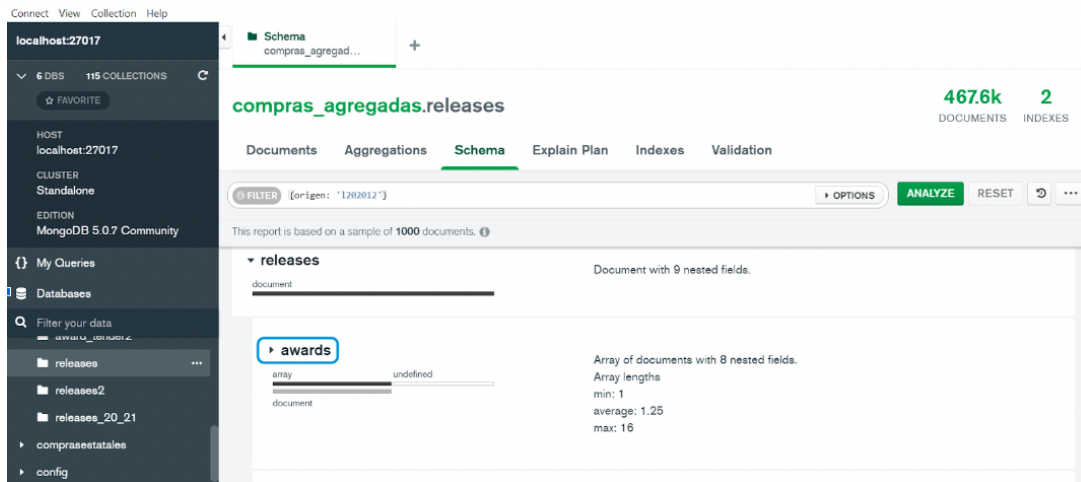 Connect View Collection Help
localhost:27017
6 DBS 115 COLLECTIONS
FAVORITE
HOST
localhost:27017
CLUSTER
Standalone
EDITION
MongoDB 5.0.7 Community
{} My Queries
Databases
Filter your data
award_tender2
releases ...
releases2
releases_20_21
comprasestatales
config
Schema
compras_agregad...
+
compras_agregadas.releases
467.6k
DOCUMENTS
2
INDEXES
Documents Aggregations Schema Explain Plan Indexes Validation
FILTER {origen: '1202012'} OPTIONS ANALYZE RESET ...
This report is based on a sample of 1000 documents.
releases
document
Document with 9 nested fields.
awards
array undefined
document
Array of documents with 8 nested fields.
Array lengths
min: 1
average: 1.25
max: 16